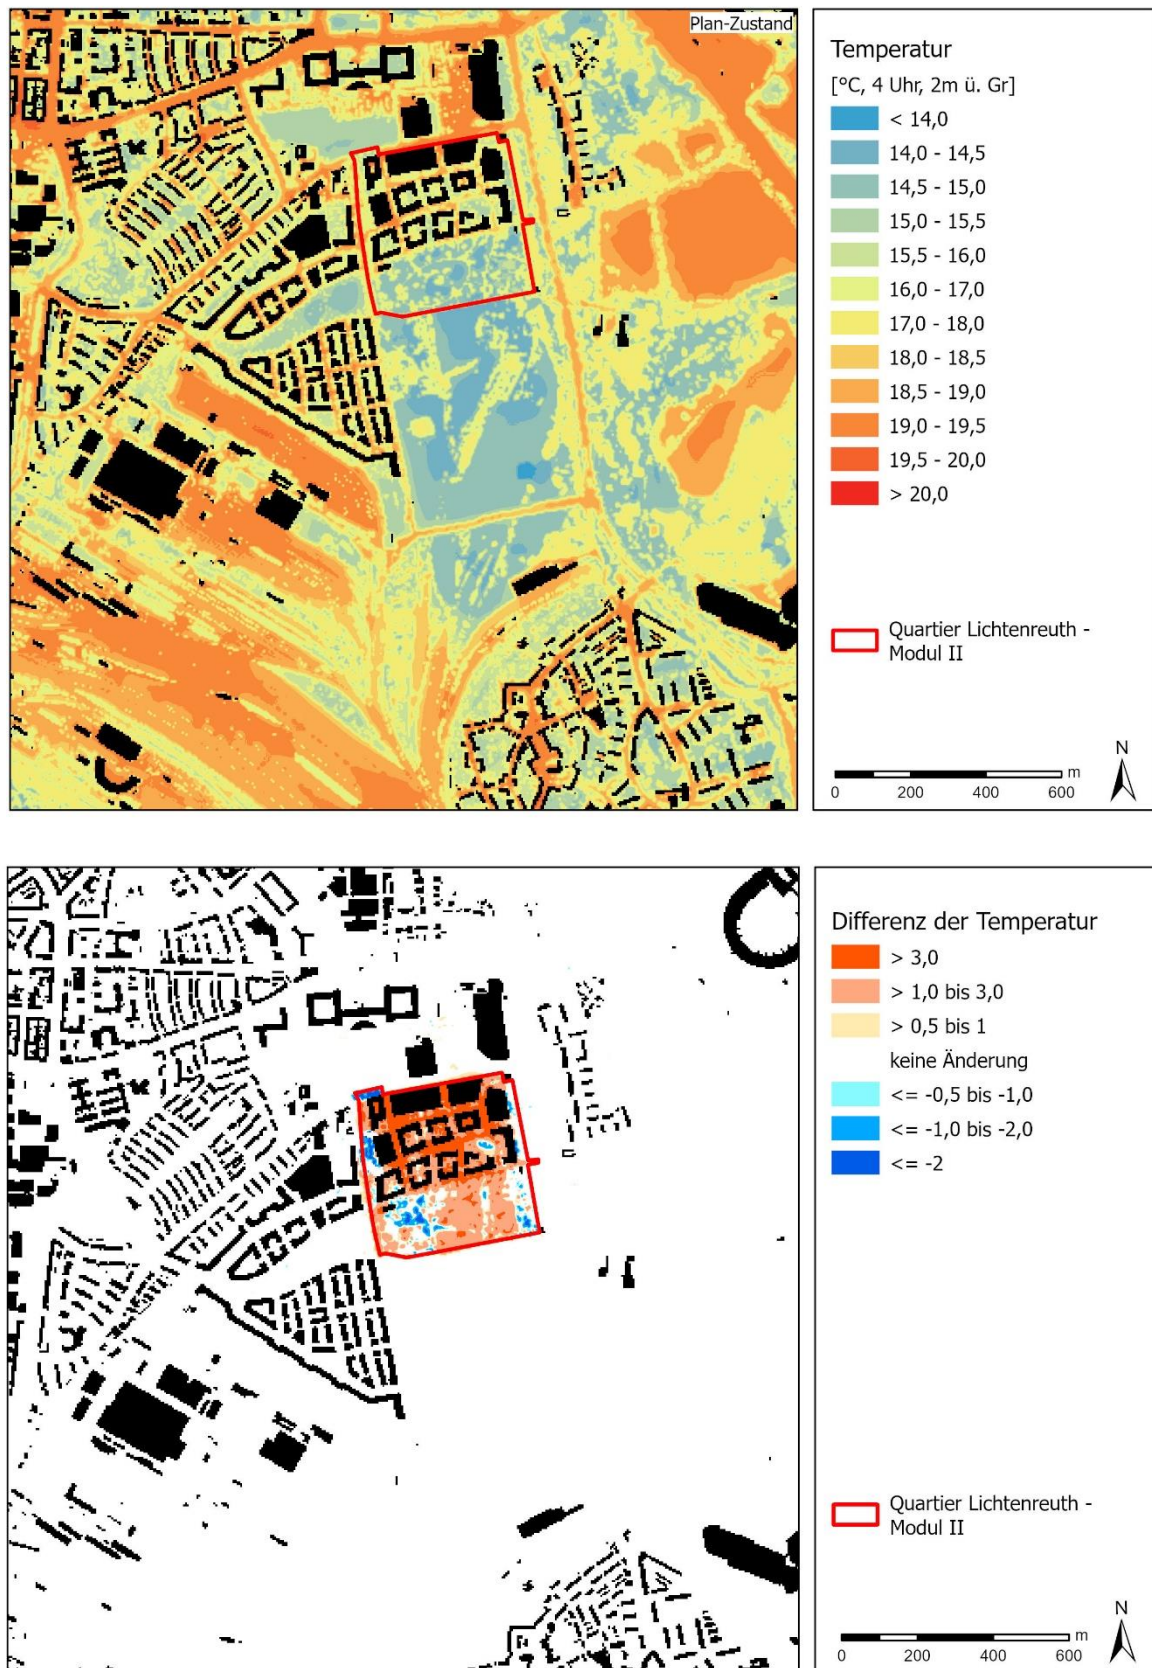 Plan-Zustand
Temperatur
[°C, 4 Uhr, 2m ü. Gr]
< 14,0
14,0 - 14,5
14,5 - 15,0
15,0 - 15,5
15,5 - 16,0
16,0 - 17,0
17,0 - 18,0
18,0 - 18,5
18,5 - 19,0
19,0 - 19,5
19,5 - 20,0
> 20,0
Quartier Lichtenreuth -
Modul II
N
m
0 200 400 600
Differenz der Temperatur
> 3,0
> 1,0 bis 3,0
> 0,5 bis 1
keine Änderung
<= -0,5 bis -1,0
<= -1,0 bis -2,0
<= -2
Quartier Lichtenreuth -
Modul II
N
m
0 200 400 600